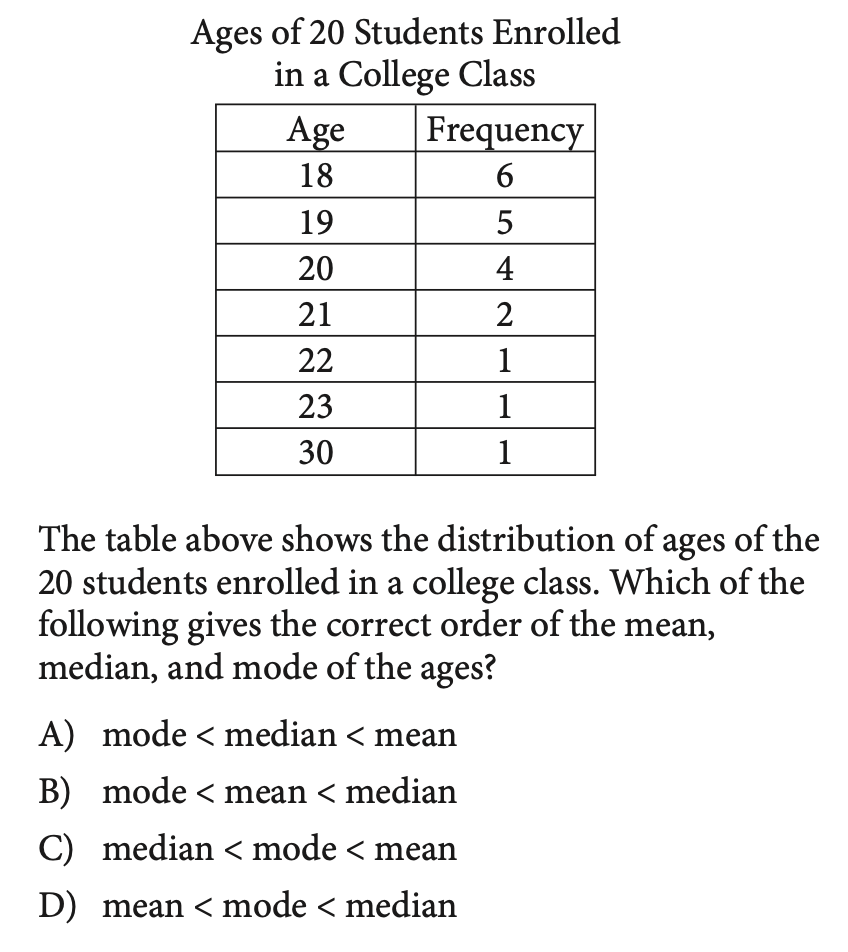 Ages of 20 Students Enrolled
in a College Class
Age Frequency
18 6
19 5
20 4
21 2
22 1
23 1
30 1
The table above shows the distribution of ages of the
20 students enrolled in a college class. Which of the
following gives the correct order of the mean,
median, and mode of the ages?
A) mode < median < mean
B) mode < mean < median
C) median < mode < mean
D) mean < mode < median